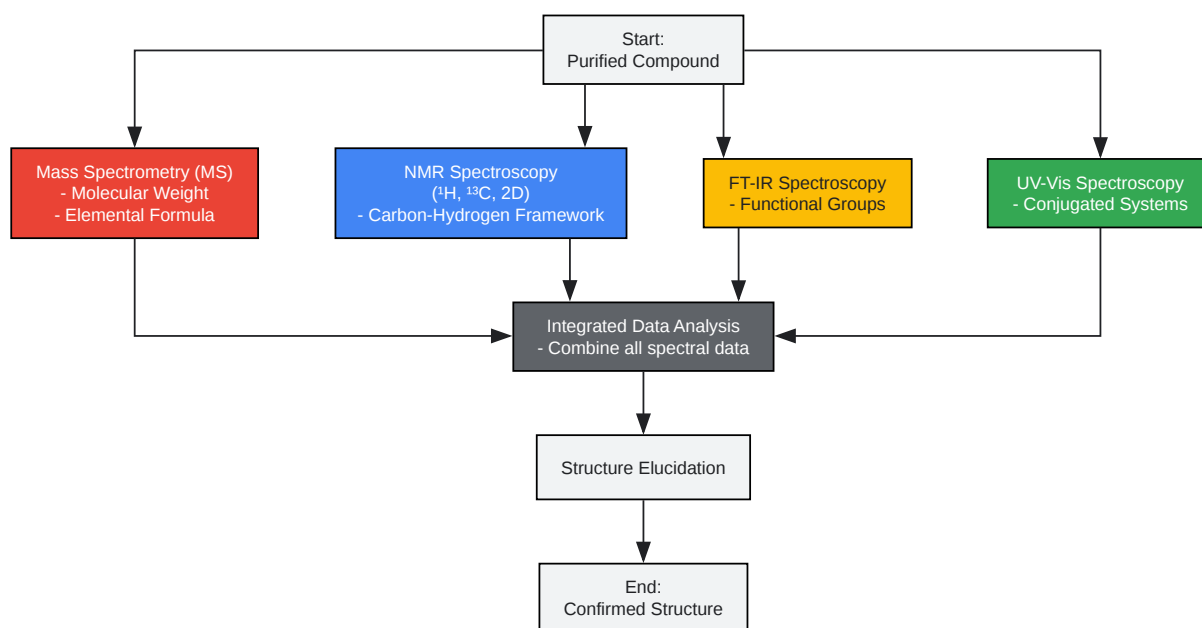 Start:
Purified Compound
Mass Spectrometry (MS)
- Molecular Weight
- Elemental Formula
NMR Spectroscopy
(¹H, ¹³C, 2D)
- Carbon-Hydrogen Framework
FT-IR Spectroscopy
- Functional Groups
UV-Vis Spectroscopy
- Conjugated Systems
Integrated Data Analysis
- Combine all spectral data
Structure Elucidation
End:
Confirmed Structure